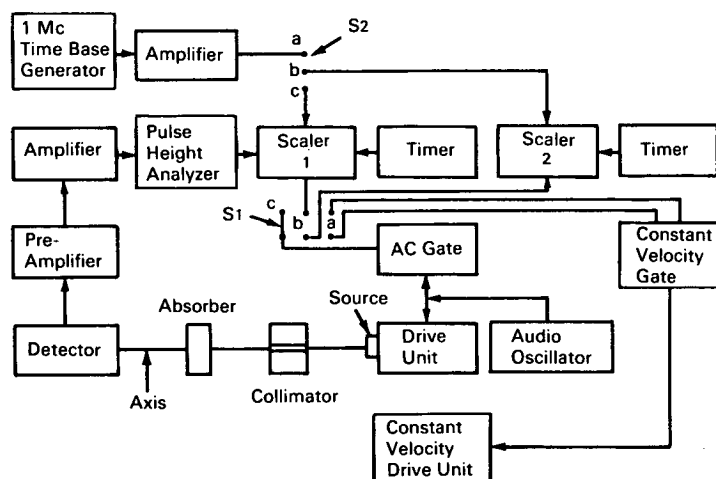 1 Mc
Time Base
Generator
Amplifier
a
S2
b
c
Amplifier
Pulse
Height
Analyzer
Scaler
1
Timer
Scaler
2
Timer
c
S1
b
a
Pre-
Amplifier
AC Gate
Constant
Velocity
Gate
Absorber
Source
Detector
Drive
Unit
Audio
Oscillator
Axis
Collimator
Constant
Velocity
Drive Unit